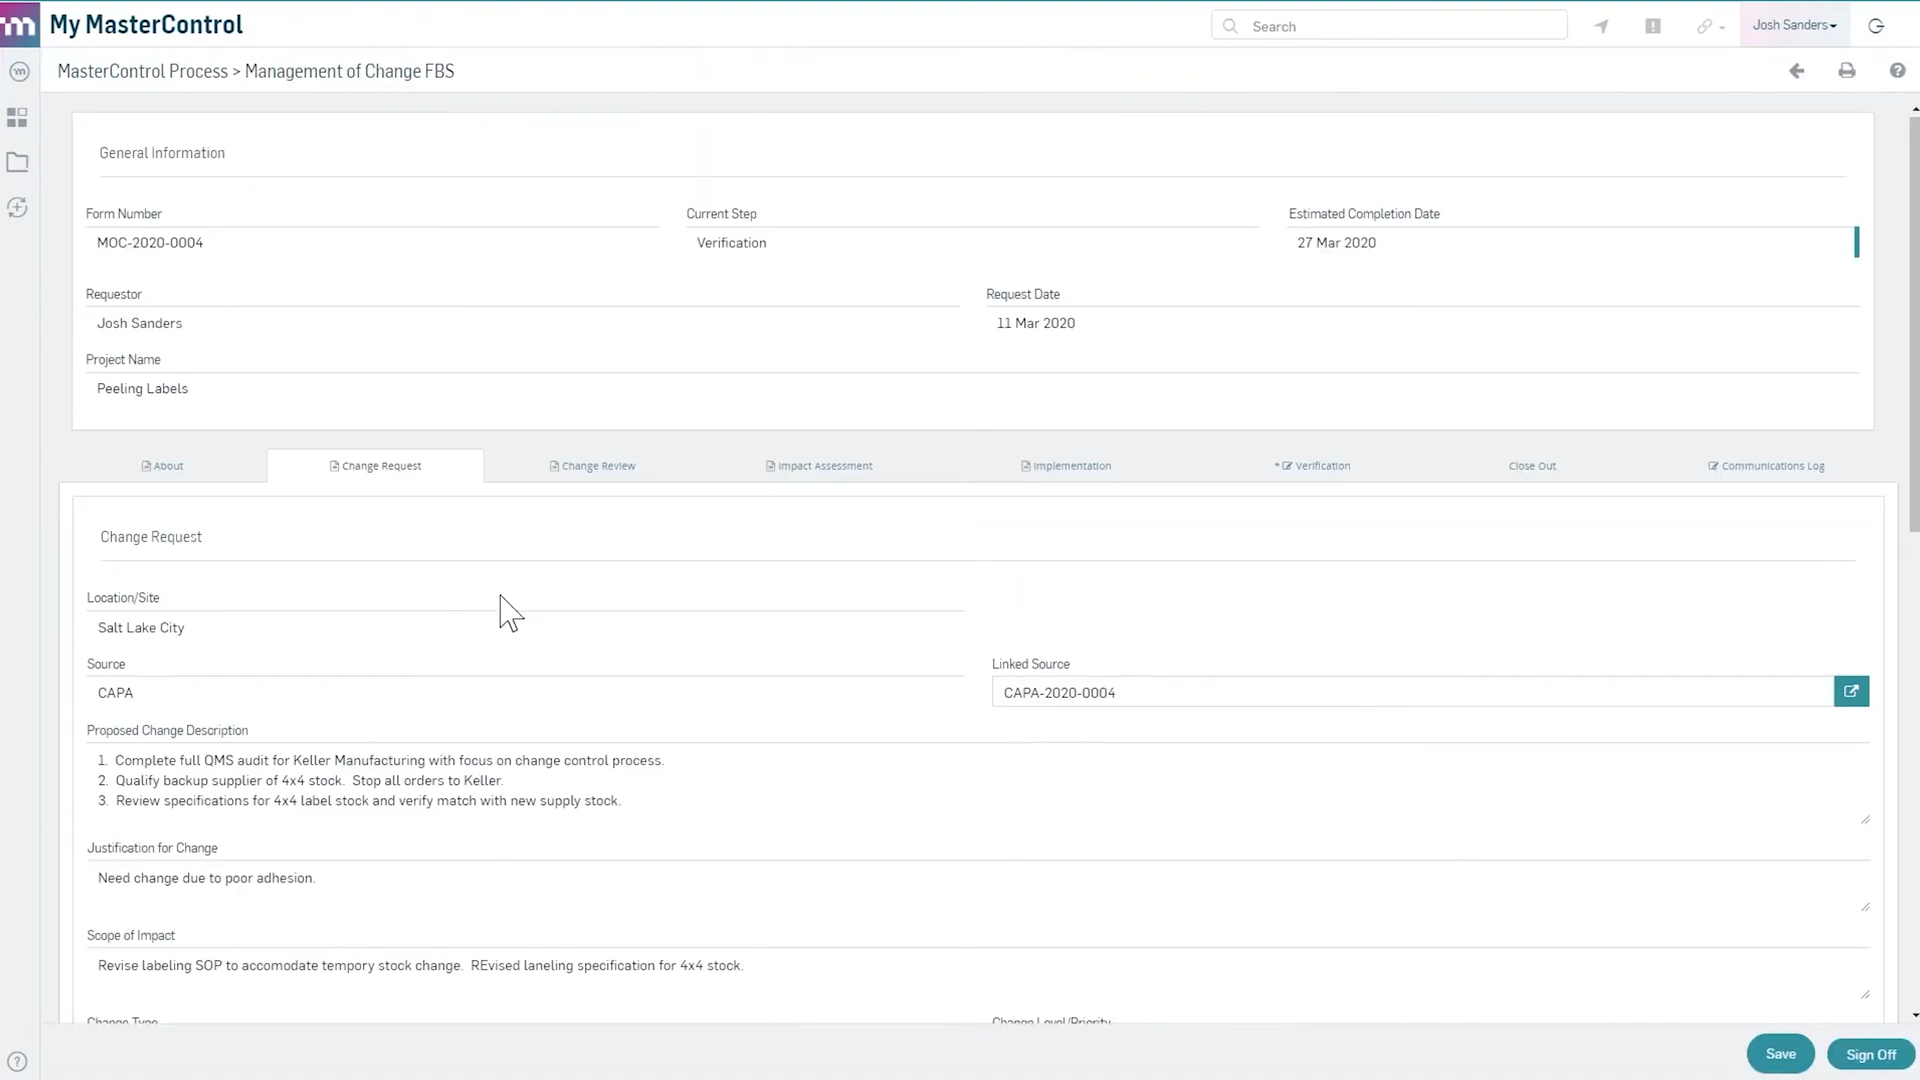 m My MasterControl
Search
Josh Sanders
MasterControl Process > Management of Change FBS
General Information
Form Number
Current Step
Estimated Completion Date
MOC-2020-0004
Verification
27 Mar 2020
Requestor
Request Date
Josh Sanders
11 Mar 2020
Project Name
Peeling Labels
About
Change Request
Change Review
Impact Assessment
Implementation
* Verification
Close Out
Communications Log
Change Request
Location/Site
Salt Lake City
Source
Linked Source
CAPA
CAPA-2020-0004
Proposed Change Description
1. Complete full QMS audit for Keller Manufacturing with focus on change control process.
2. Qualify backup supplier of 4x4 stock. Stop all orders to Keller.
3. Review specifications for 4x4 label stock and verify match with new supply stock.
Justification for Change
Need change due to poor adhesion.
Scope of Impact
Revise labeling SOP to accomodate tempory stock change. REvised laneling specification for 4x4 stock.
Change Type
Change Level/Priority
Save
Sign Off